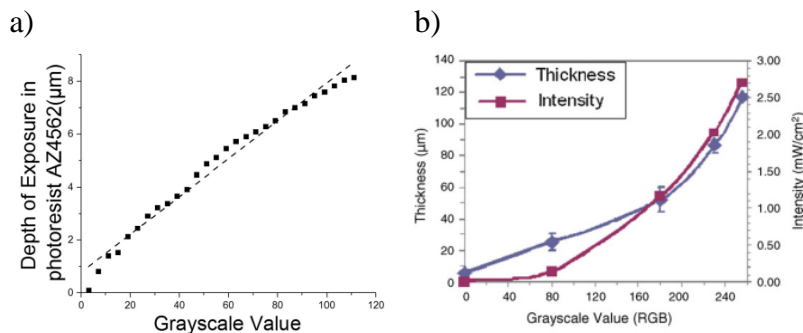 a)
Depth of Exposure in
photoresist AZ4562(μm)
8
6
4
2
0
0 20 40 60 80 100 120
Grayscale Value
b)
Thickness
Intensity
Thickness (μm)
140
120
100
80
60
40
20
0
3.00
2.50
2.00
1.50
1.00
0.50
0.00
Intensity (mW/cm²)
0 40 80 120 160 200 240
Grayscale Value (RGB)